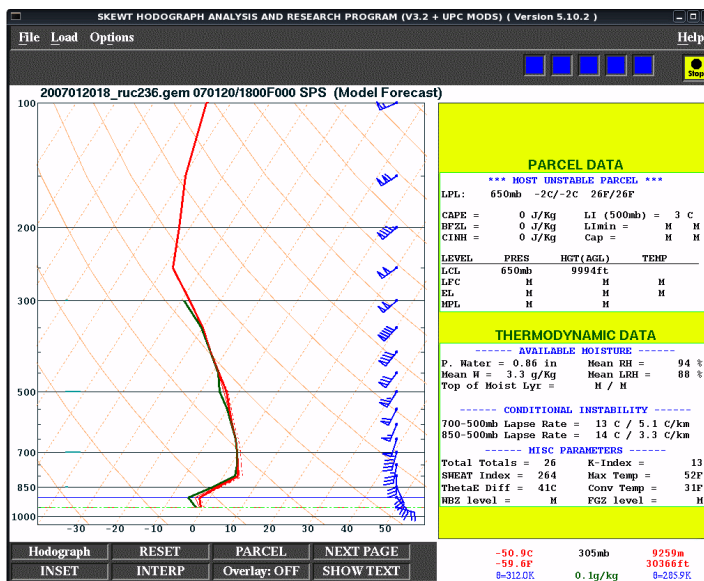 SKEWT HODOGRAPH ANALYSIS AND RESEARCH PROGRAM (V3.2 + UPC MODS) ( Version 5.10.2 )
File Load Options Help
Stop
2007012018_ruc236.gem 070120/1800F000 SPS (Model Forecast)
100
200
300
400
500
700
850
1000
-30 -20 -10 0 10 20 30 40 50
PARCEL DATA
*** MOST UNSTABLE PARCEL ***
LPL: 650mb -2C/-2C 26F/26F
CAPE = 0 J/Kg LI (500mb) = 3 C
BFZL = 0 J/Kg LImin = M M
CINH = 0 J/Kg Cap = M M
LEVEL PRES HGT(AGL) TEMP
LCL 650mb 9994ft
LFC M M M
EL M M M
MPL M M
THERMODYNAMIC DATA
------ AVAILABLE MOISTURE ------
P. Water = 0.86 in Mean RH = 94 %
Mean W = 3.3 g/Kg Mean LRH = 88 %
Top of Moist Lyr = M / M
------ CONDITIONAL INSTABILITY ------
700-500mb Lapse Rate = 13 C / 5.1 C/km
850-500mb Lapse Rate = 14 C / 3.3 C/km
------ MISC PARAMETERS ------
Total Totals = 26 K-Index = 13
SWEAT Index = 264 Max Temp = 52F
ThetaE Diff = 41C Conv Temp = 31F
WBZ level = M FGZ level = M
Hodograph RESET PARCEL NEXT PAGE
INSET INTERP Overlay: OFF SHOW TEXT
-50.9C 305mb 9259m
-59.6F 30366ft
θ=312.0K 0.1g/kg θ=285.9K